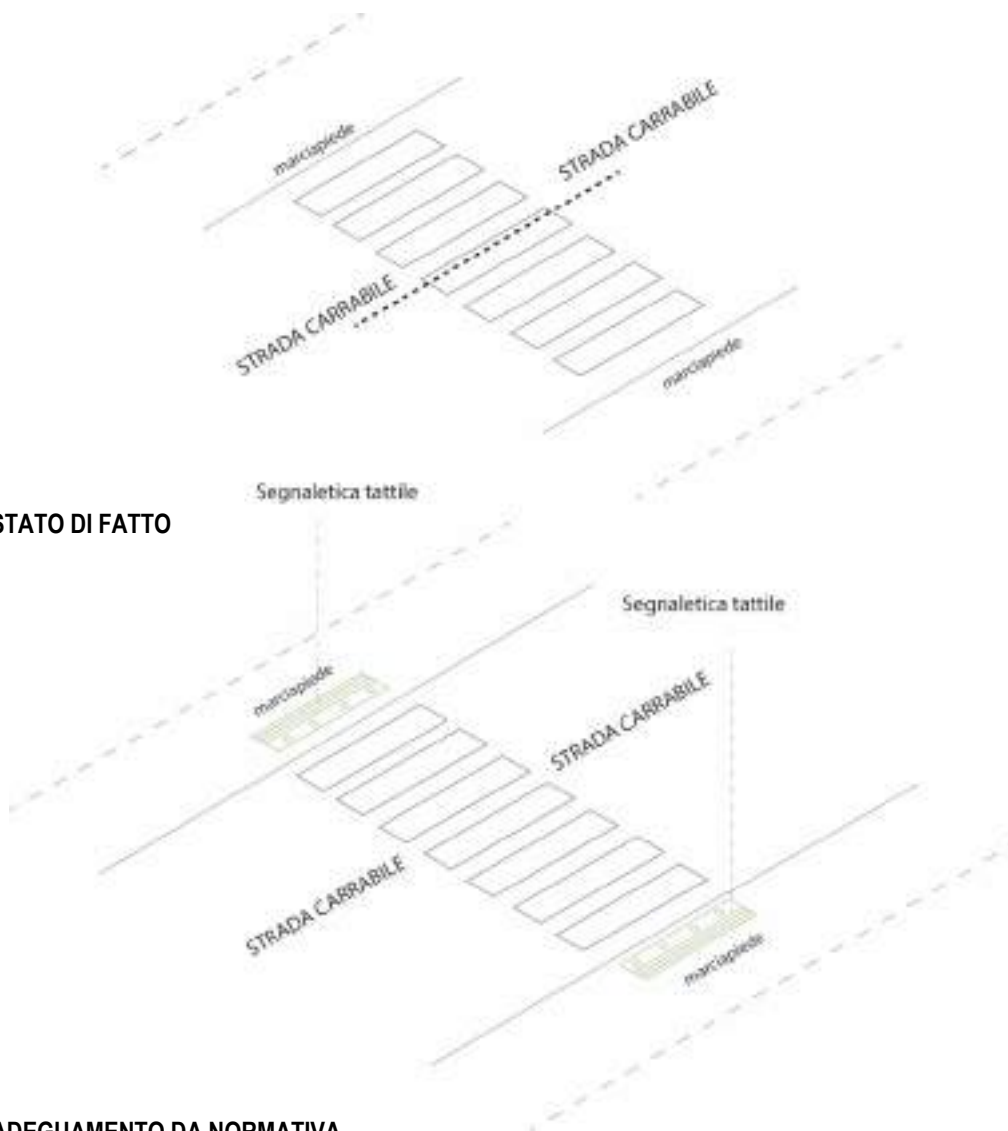 marciapiede
STRADA CARRABILE
STRADA CARRABILE
marciapiede
Segnaletica tattile
STATO DI FATTO
Segnaletica tattile
marciapiede
STRADA CARRABILE
STRADA CARRABILE
marciapiede
ADEGUAMENTO DA NORMATIVA